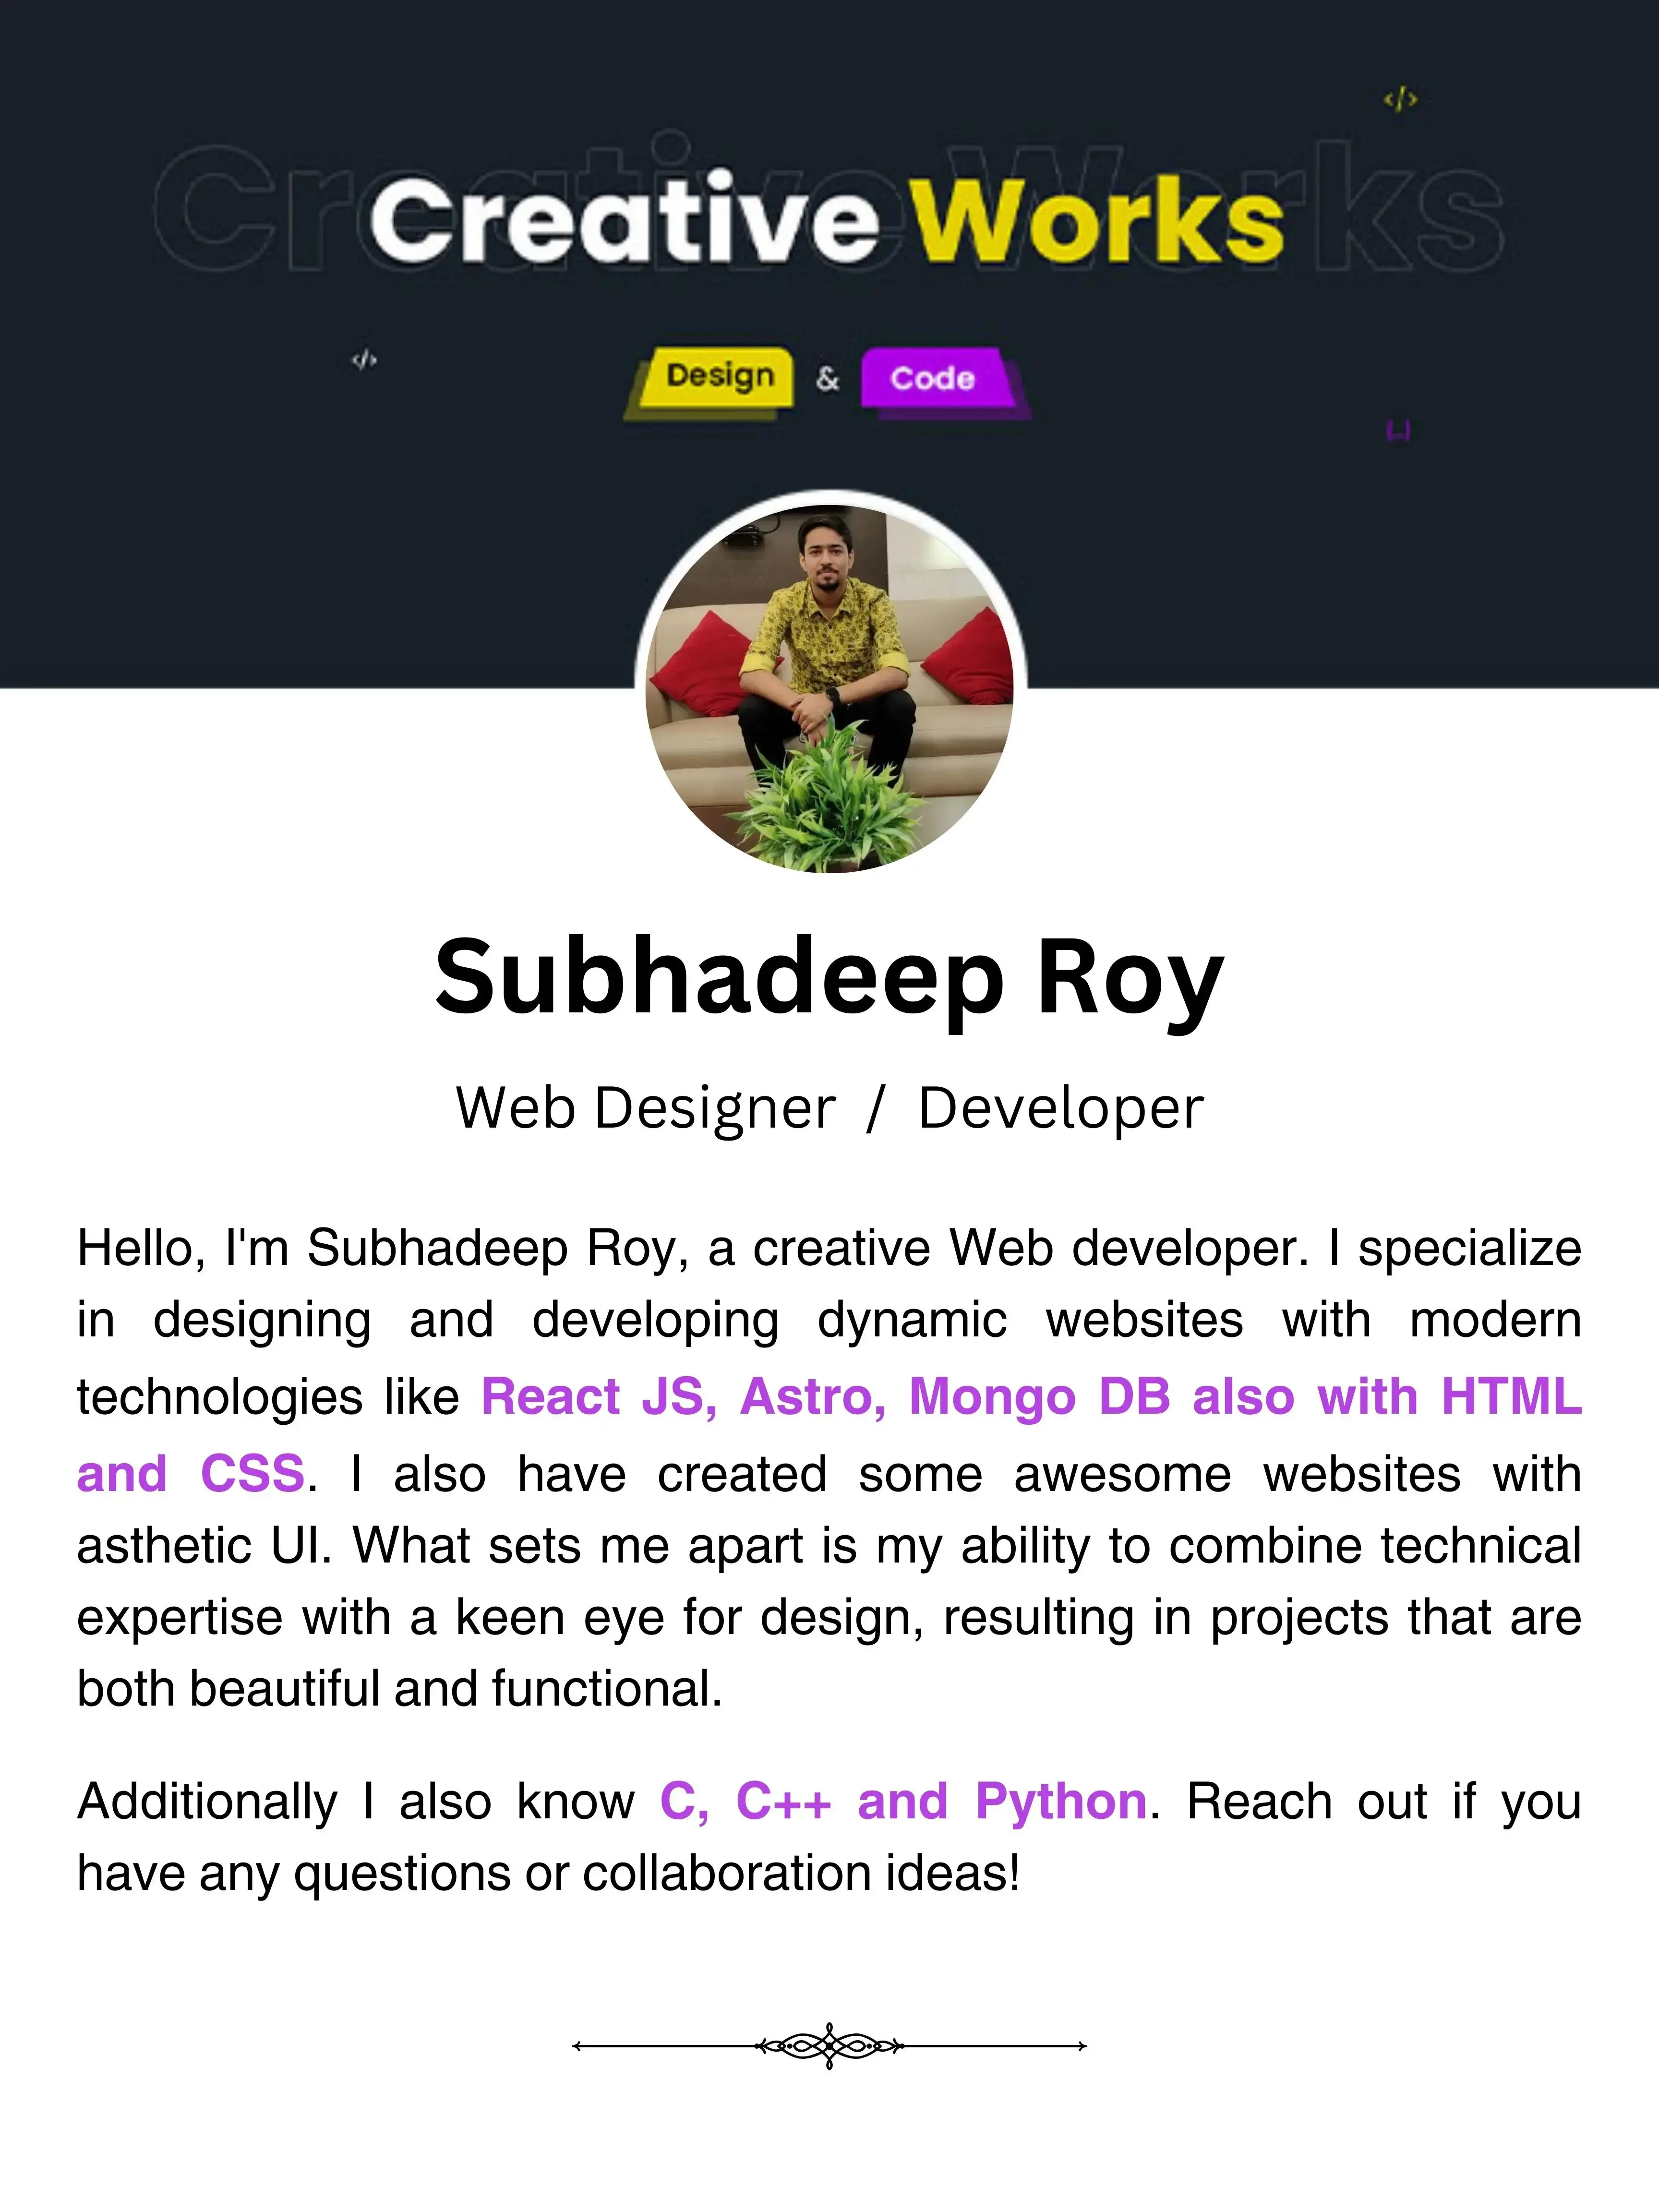 </>
Creative Works
Creative Works
</>
Design & Code
Subhadeep Roy
Web Designer / Developer
Hello, I'm Subhadeep Roy, a creative Web developer. I specialize
in designing and developing dynamic websites with modern
technologies like React JS, Astro, Mongo DB also with HTML
and CSS. I also have created some awesome websites with
asthetic UI. What sets me apart is my ability to combine technical
expertise with a keen eye for design, resulting in projects that are
both beautiful and functional.
Additionally I also know C, C++ and Python. Reach out if you
have any questions or collaboration ideas!